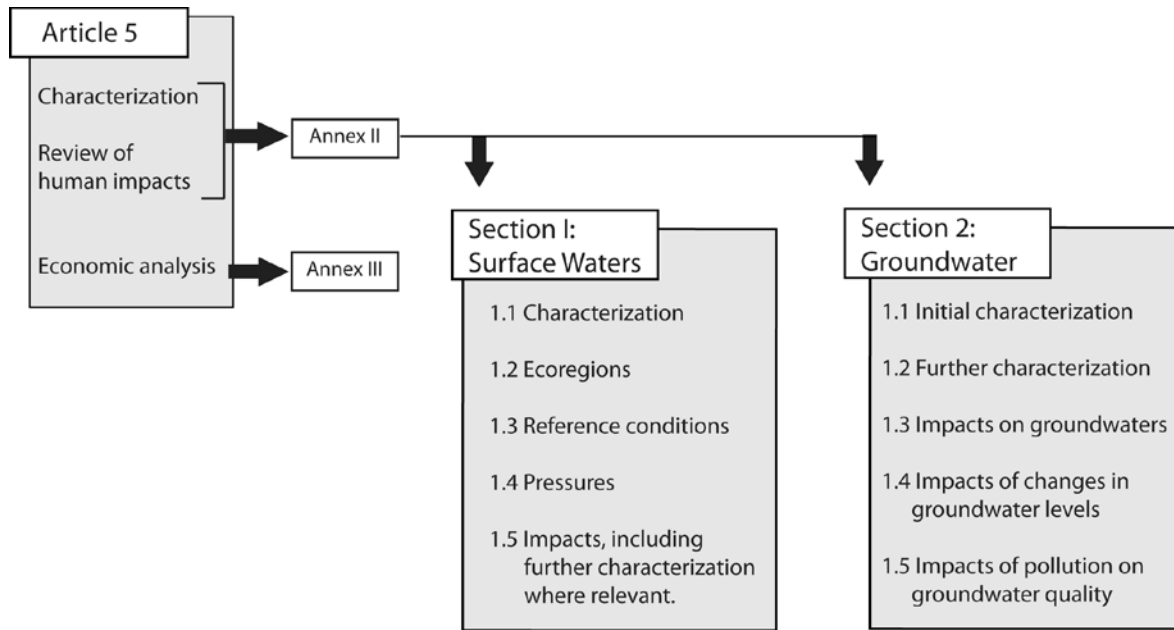 Article 5
Characterization
Review of
human impacts
Economic analysis
Annex II
Annex III
Section I:
Surface Waters
1.1 Characterization
1.2 Ecoregions
1.3 Reference conditions
1.4 Pressures
1.5 Impacts, including
further characterization
where relevant.
Section 2:
Groundwater
1.1 Initial characterization
1.2 Further characterization
1.3 Impacts on groundwaters
1.4 Impacts of changes in
groundwater levels
1.5 Impacts of pollution on
groundwater quality